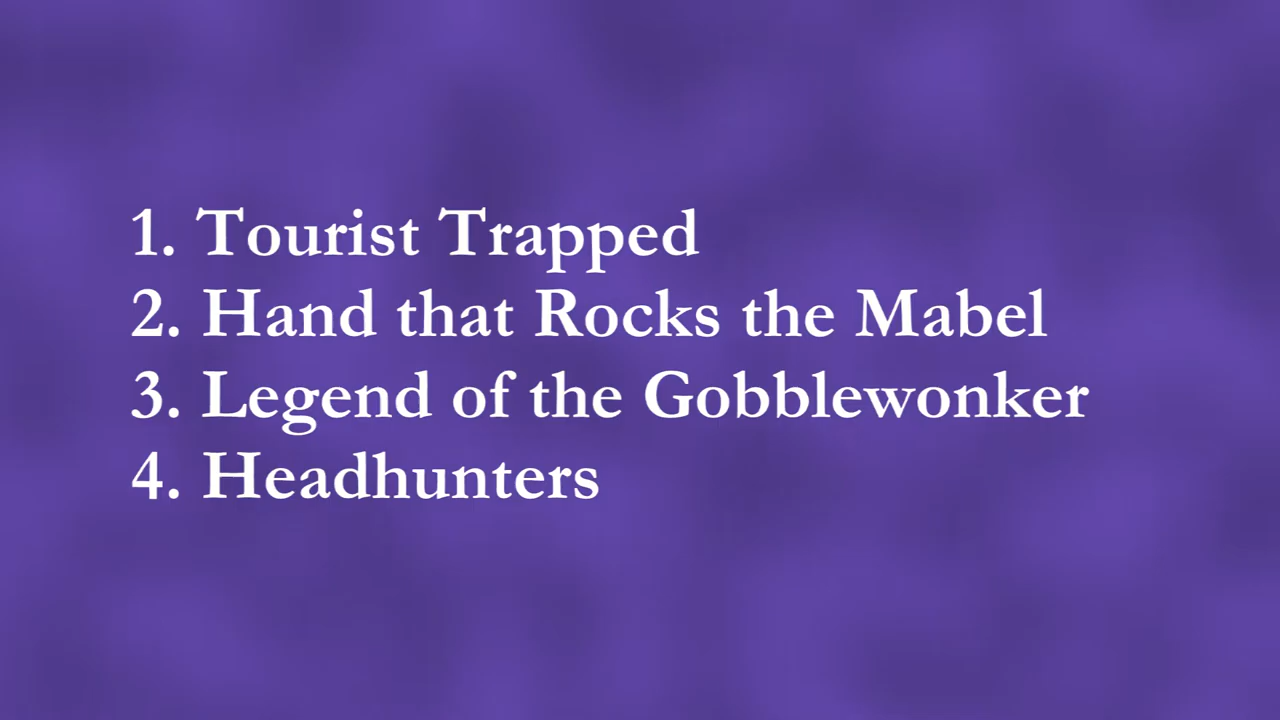 1. Tourist Trapped
2. Hand that Rocks the Mabel
3. Legend of the Gobblewonker
4. Headhunters